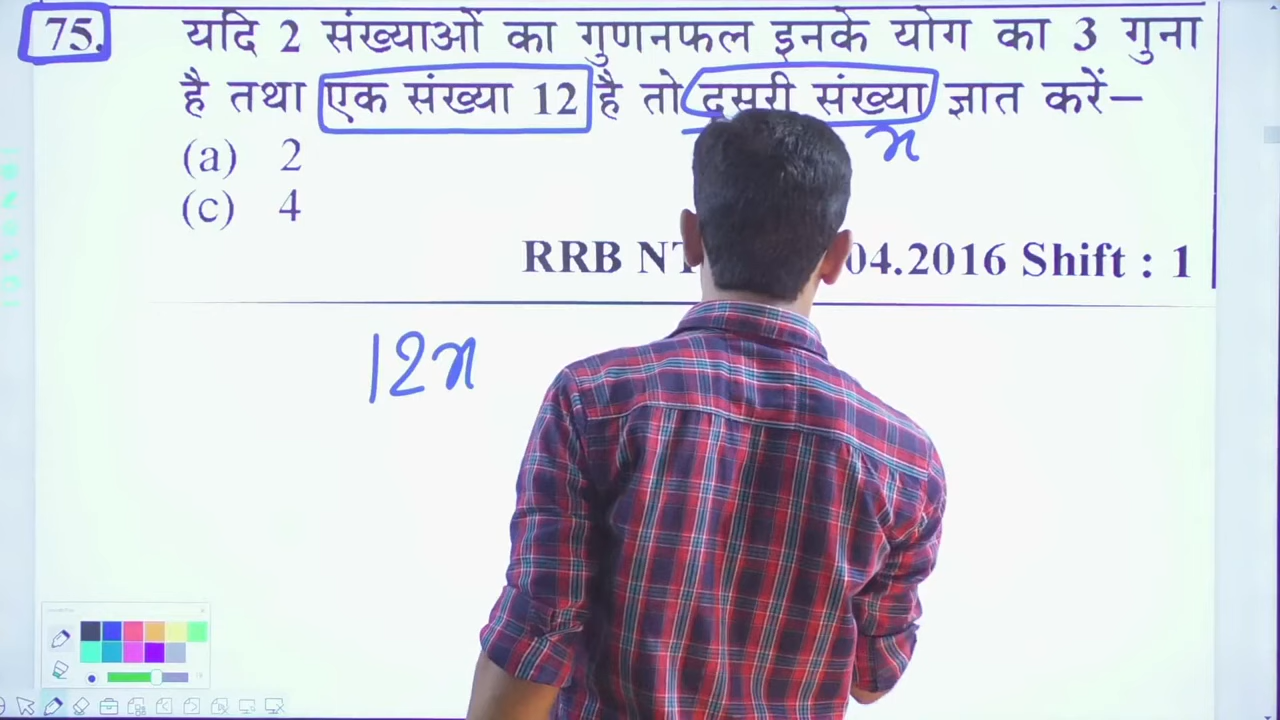 75. यदि 2 संख्याओं का गुणनफल इनके योग का 3 गुना
है तथा एक संख्या 12 है तो दूसरी संख्या ज्ञात करें–
x
(a) 2
(c) 4
RRB 04.2016 Shift : 1
12x